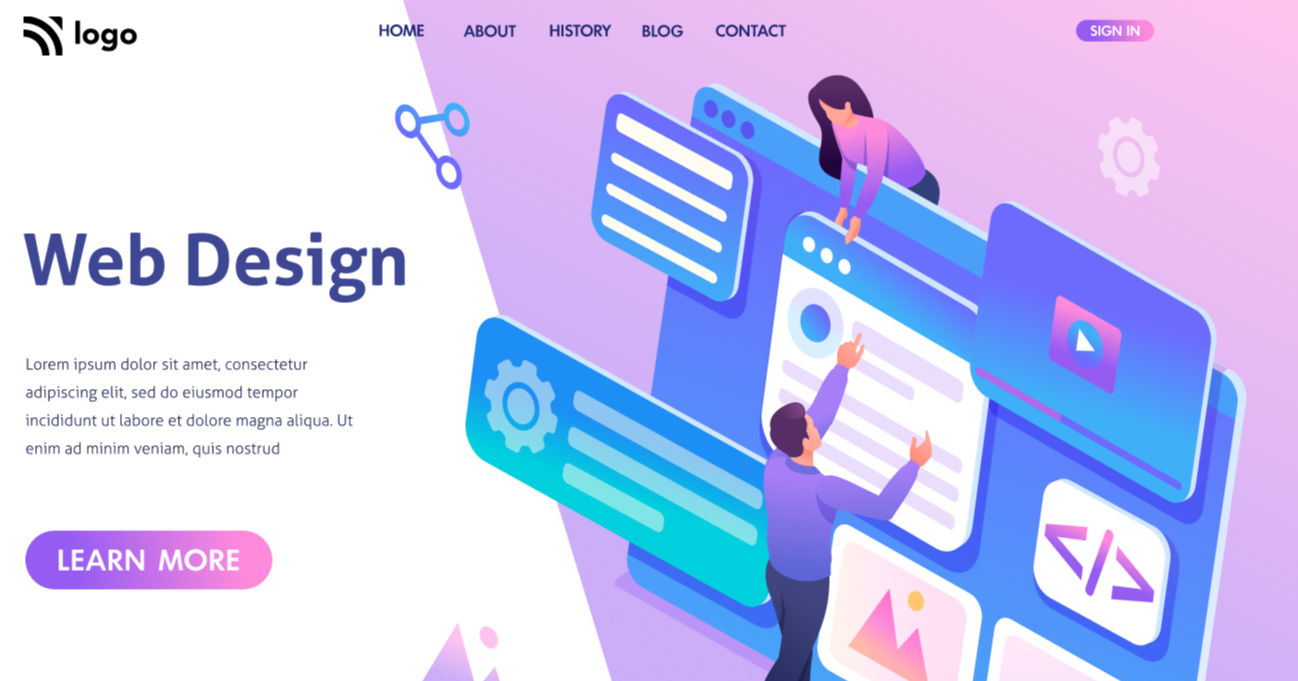 logo
HOME ABOUT HISTORY BLOG CONTACT SIGN IN
Web Design
Lorem ipsum dolor sit amet, consectetur
adipiscing elit, sed do eiusmod tempor
incididunt ut labore et dolore magna aliqua. Ut
enim ad minim veniam, quis nostrud
LEARN MORE